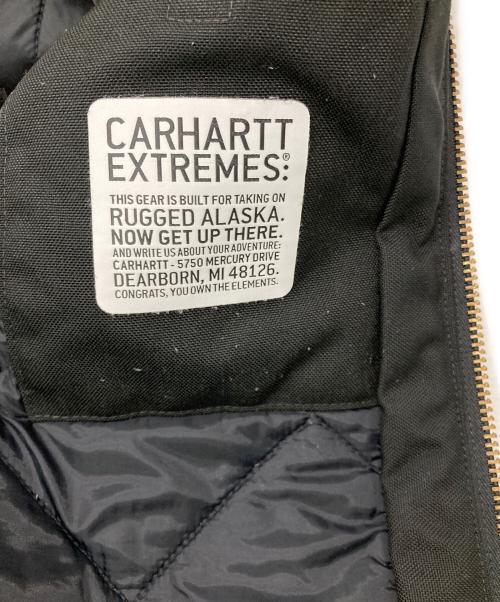 CARHARTT
EXTREMES:®
THIS GEAR IS BUILT FOR TAKING ON
RUGGED ALASKA.
NOW GET UP THERE.
AND WRITE US ABOUT YOUR ADVENTURE:
CARHARTT - 5750 MERCURY DRIVE
DEARBORN, MI 48126.
CONGRATS, YOU OWN THE ELEMENTS.